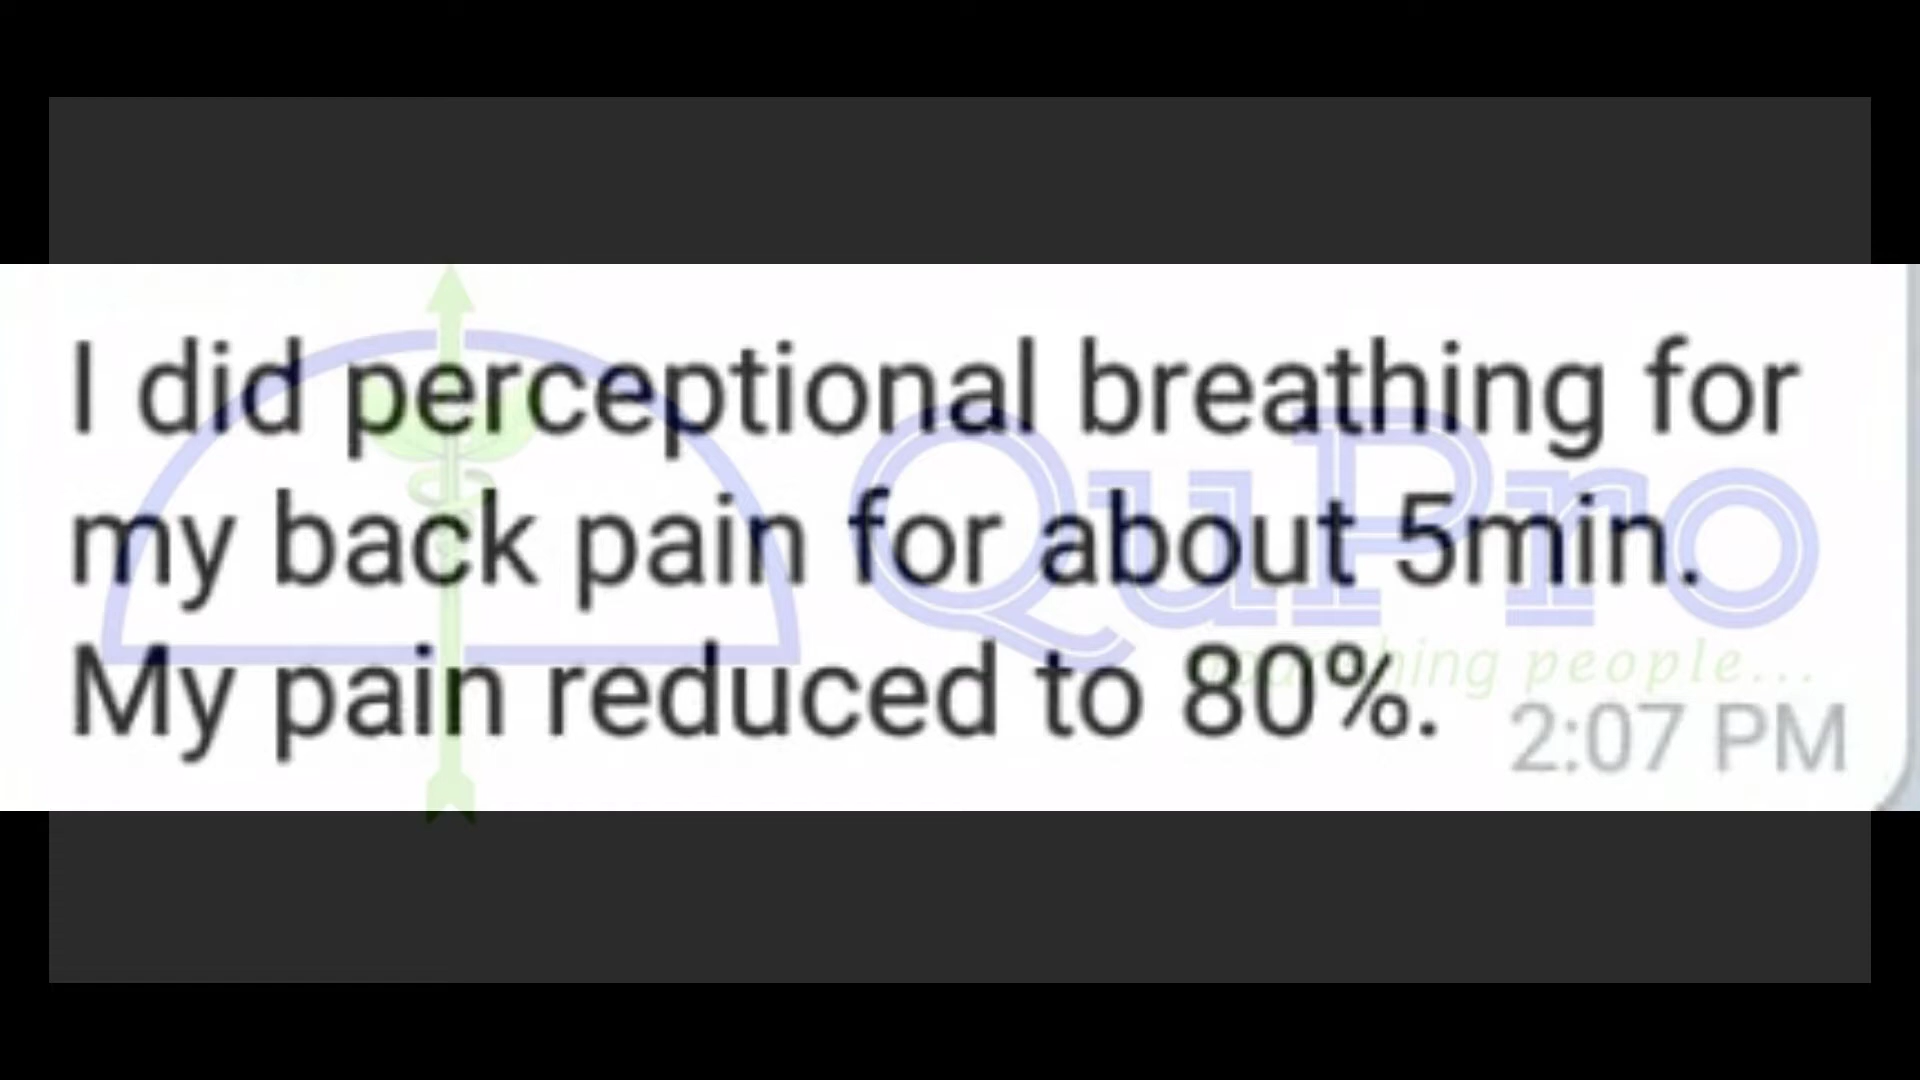 I did perceptional breathing for
my back pain for about 5min.
My pain reduced to 80%.
2:07 PM
QuPro
people...